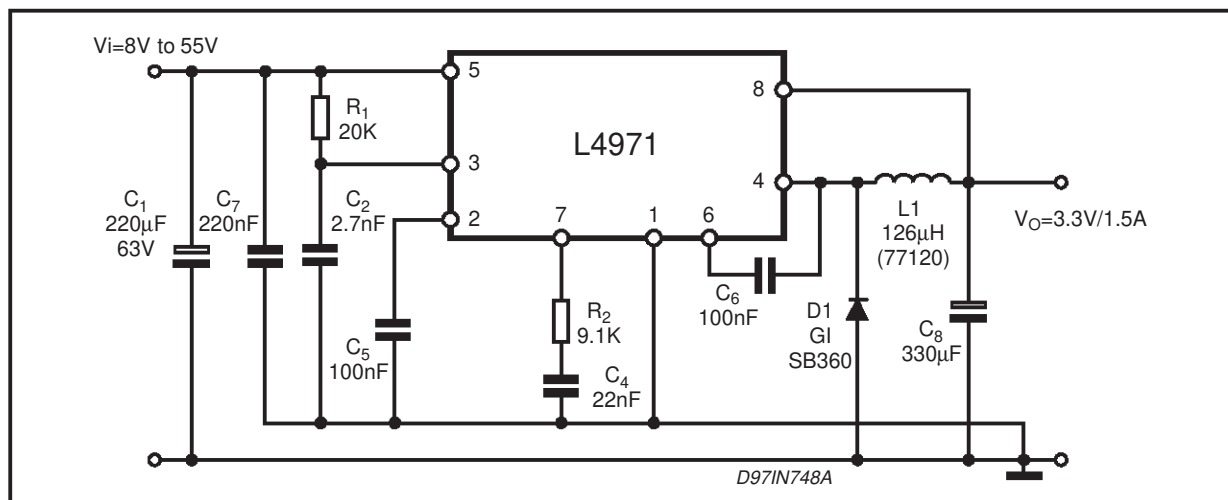 Vi=8V to 55V
5
8
R1
20K
L4971
3
4
C1
220µF
63V
C7
220nF
C2
2.7nF
2
7
1
6
L1
126µH
(77120)
VO=3.3V/1.5A
C5
100nF
R2
9.1K
C4
22nF
C6
100nF
D1
GI
SB360
C8
330µF
D97IN748A